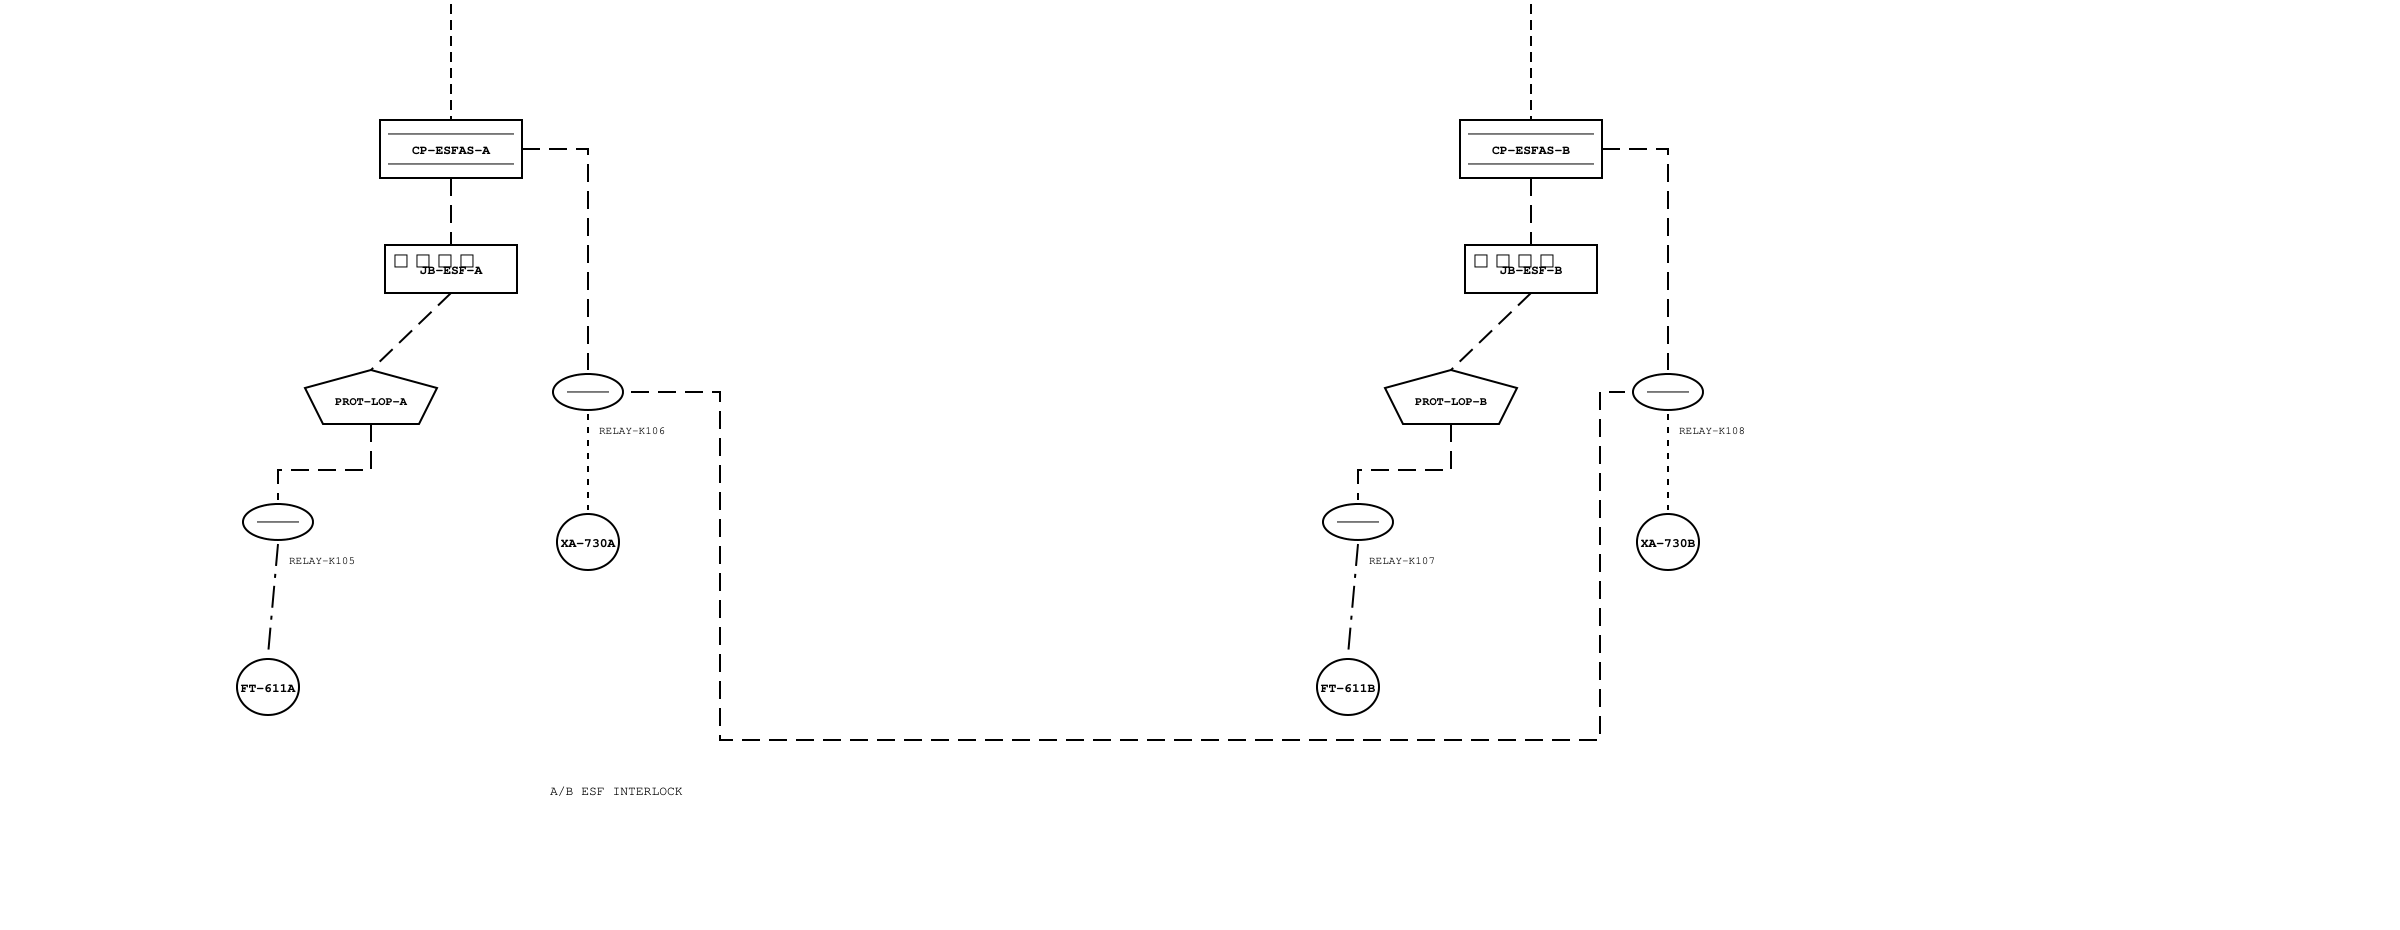 CP-ESFAS-A
CP-ESFAS-B
JB-ESF-A
JB-ESF-B
PROT-LOP-A
PROT-LOP-B
RELAY-K106
RELAY-K108
XA-730A
XA-730B
RELAY-K105
RELAY-K107
FT-611A
FT-611B
A/B ESF INTERLOCK